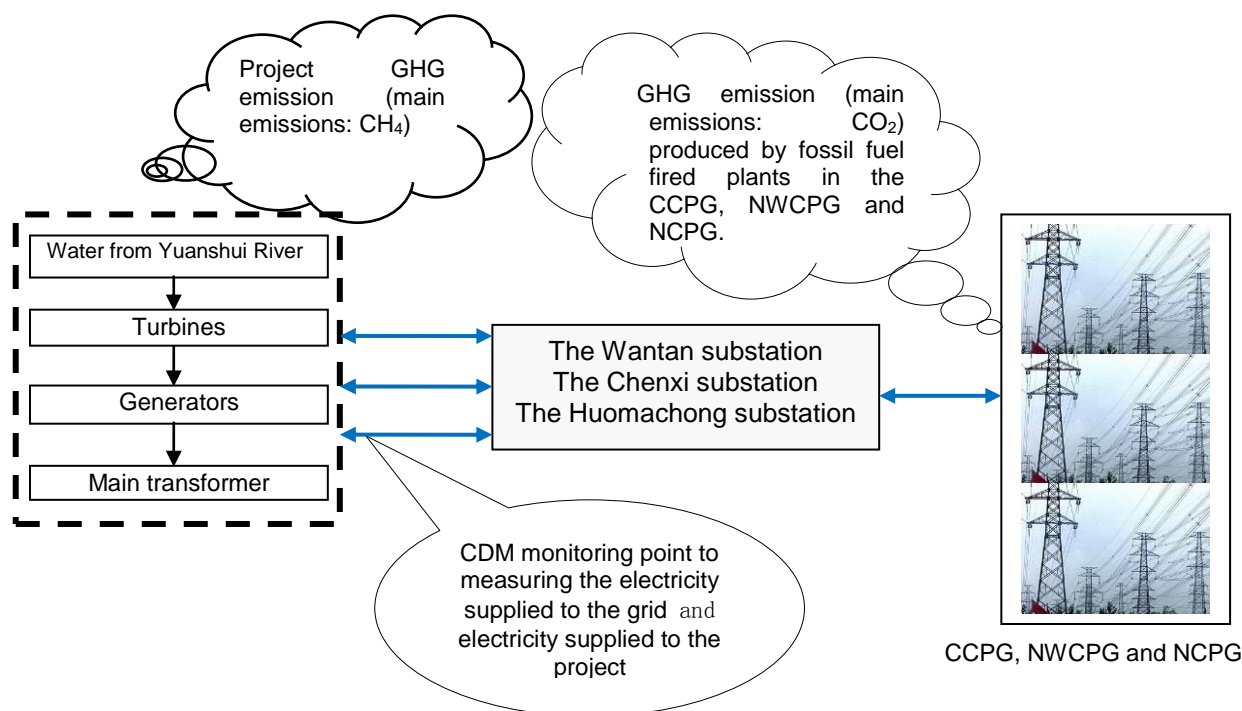 Project GHG
emission (main
emissions: CH₄)
GHG emission (main
emissions: CO₂)
produced by fossil fuel
fired plants in the
CCPG, NWCPG and
NCPG.
Water from Yuanshui River
Turbines
Generators
Main transformer
The Wantan substation
The Chenxi substation
The Huomachong substation
CDM monitoring point to
measuring the electricity
supplied to the grid and
electricity supplied to the
project
CCPG, NWCPG and NCPG